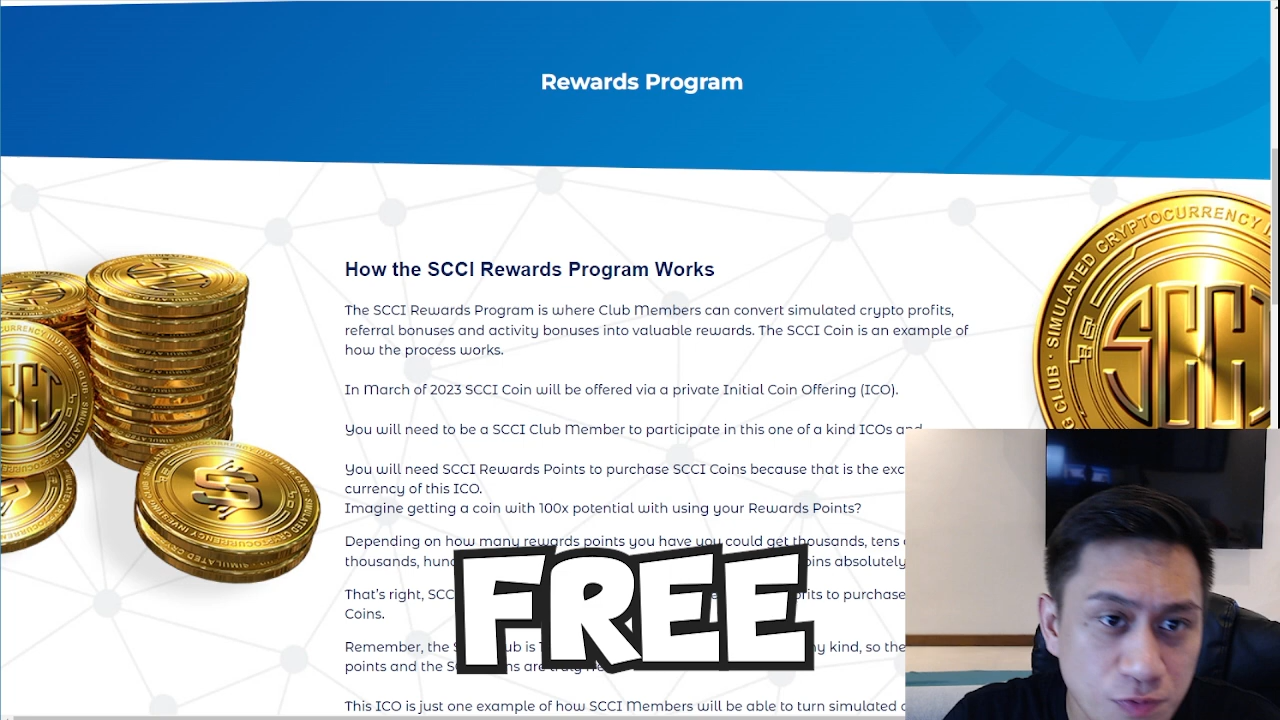 Rewards Program
How the SCCI Rewards Program Works
The SCCI Rewards Program is where Club Members can convert simulated crypto profits,
referral bonuses and activity bonuses into valuable rewards. The SCCI Coin is an example of
how the process works.
In March of 2023 SCCI Coin will be offered via a private Initial Coin Offering (ICO).
You will need to be a SCCI Club Member to participate in this one of a kind ICOs and
You will need SCCI Rewards Points to purchase SCCI Coins because that is the
currency of this ICO.
Imagine getting a coin with 100x potential with using your Rewards Points?
Depending on how many rewards points you have you could get thousands, tens
thousands, absolutely
That's right, to purchase
Coins.
Remember, the kind, so the
points and the
This ICO is just one example of how SCCI Members will be able to turn simulated
FREE
SIMULATED CRYPTOCURRENCY
CLUB
SCCI